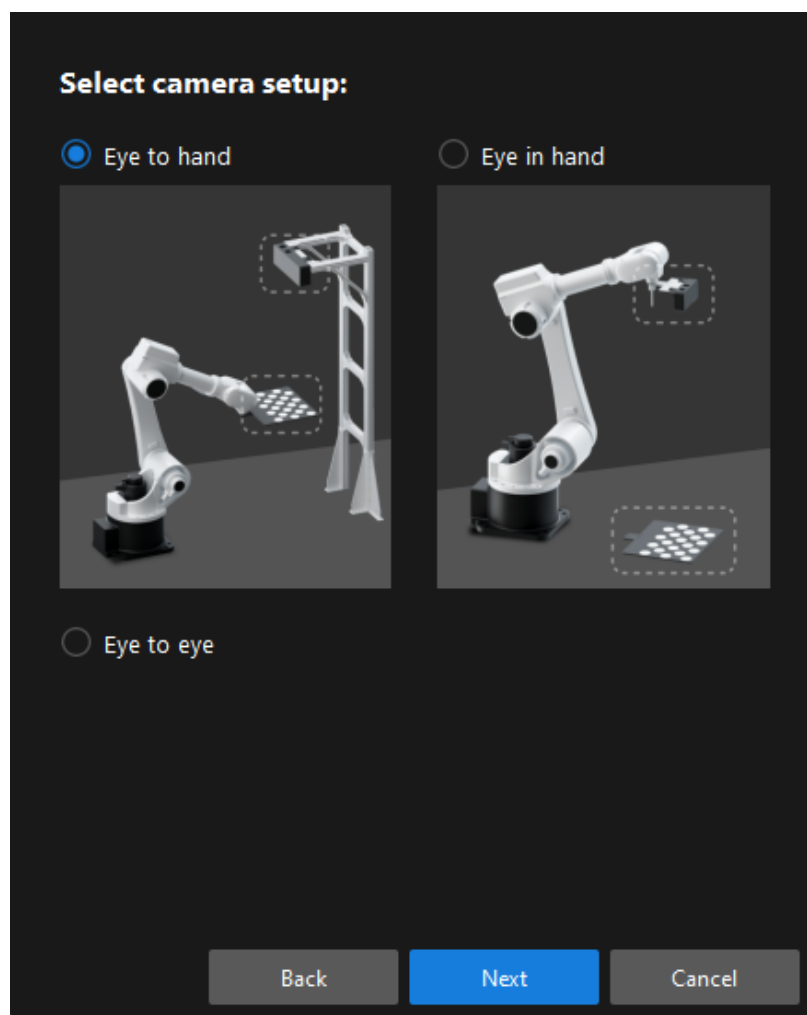 Select camera setup:
Eye to hand
Eye in hand
Eye to eye
Back
Next
Cancel